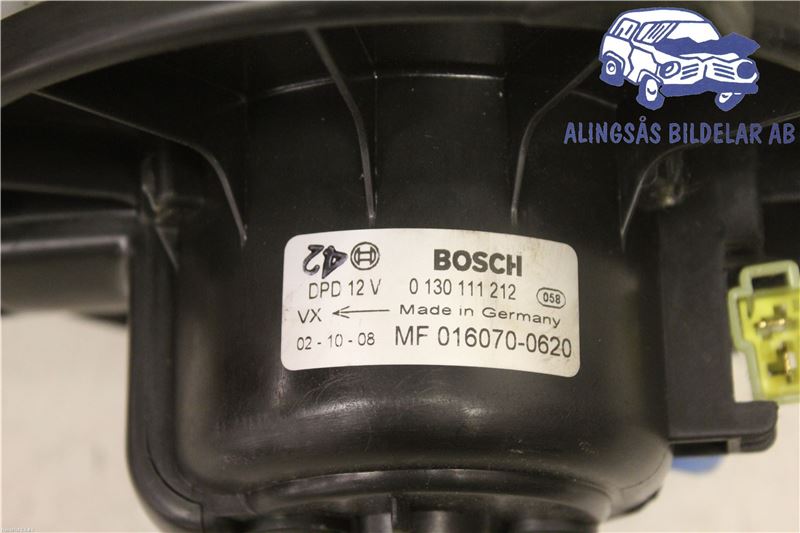 ALINGSÅS BILDELAR AB
42 BOSCH
DPD 12 V 0 130 111 212 058
VX ← Made in Germany
02 - 10 - 08 MF 016070-0620